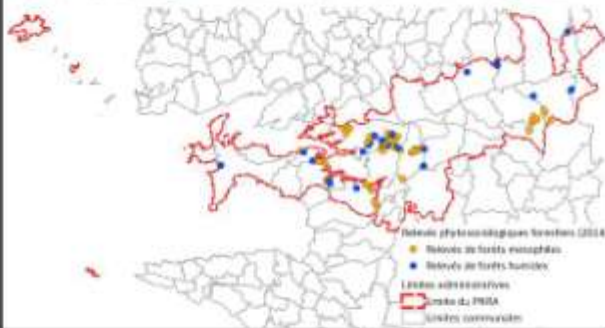 Relevés phytosociologiques forestiers (2014
Relevés de forêts mésophiles
Relevés de forêts humides
Limites administratives
Limite du PNRA
Limites communales